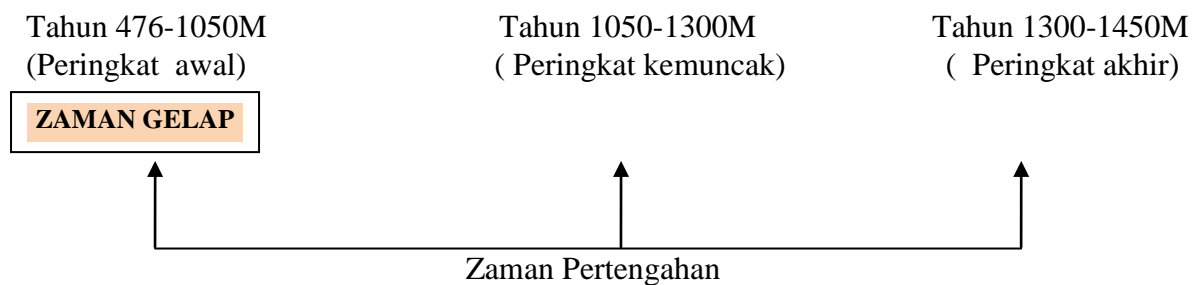 Tahun 476-1050M
(Peringkat awal)
ZAMAN GELAP
Tahun 1050-1300M
( Peringkat kemuncak)
Tahun 1300-1450M
( Peringkat akhir)
Zaman Pertengahan